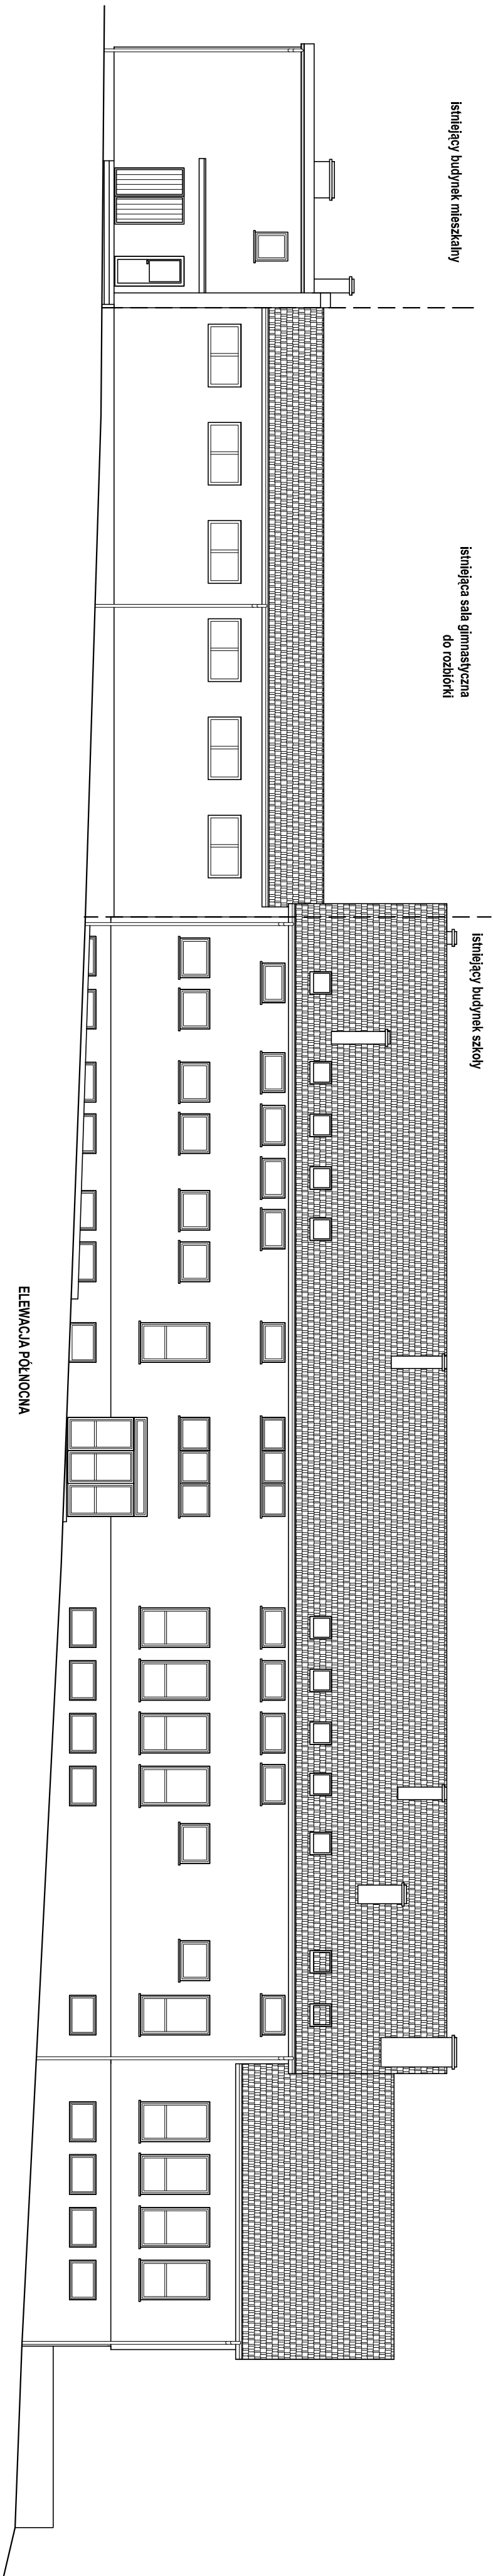 istniejący budynek mieszkalny
istniejąca sala gimnastyczna
do rozbiórki
istniejący budynek szkoły
ELEWACJA PÓŁNOCNA